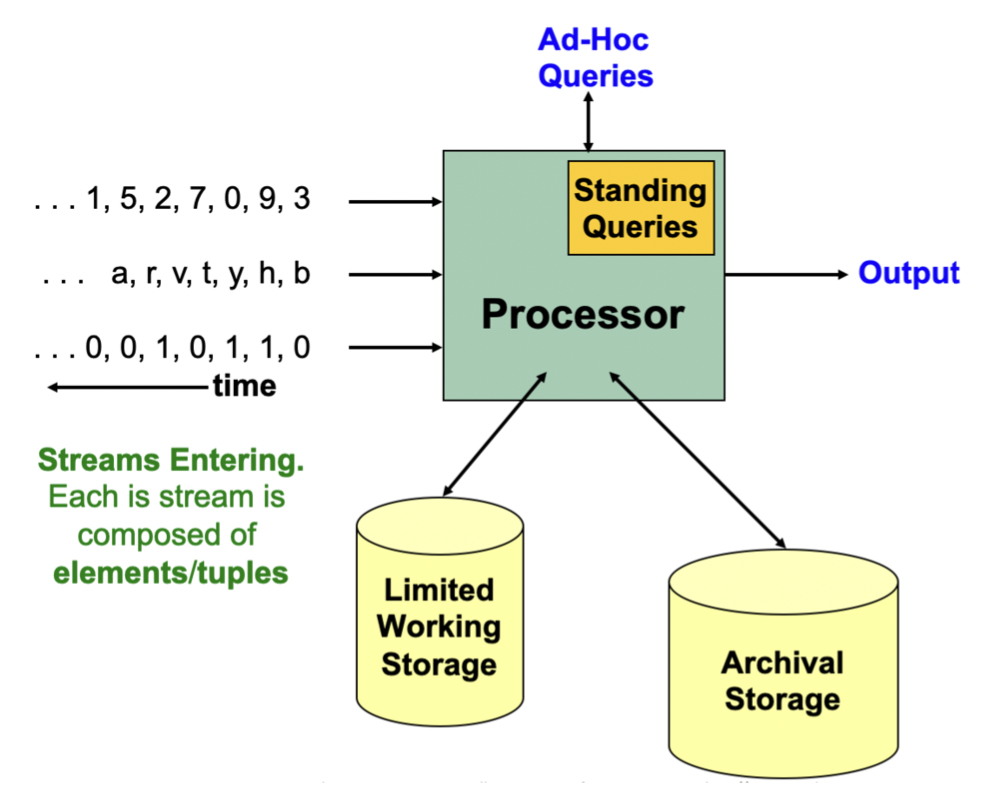 Ad-Hoc
Queries
. . . 1, 5, 2, 7, 0, 9, 3
Standing
Queries
. . . a, r, v, t, y, h, b
Output
Processor
. . . 0, 0, 1, 0, 1, 1, 0
time
Streams Entering.
Each is stream is
composed of
elements/tuples
Limited
Working
Storage
Archival
Storage